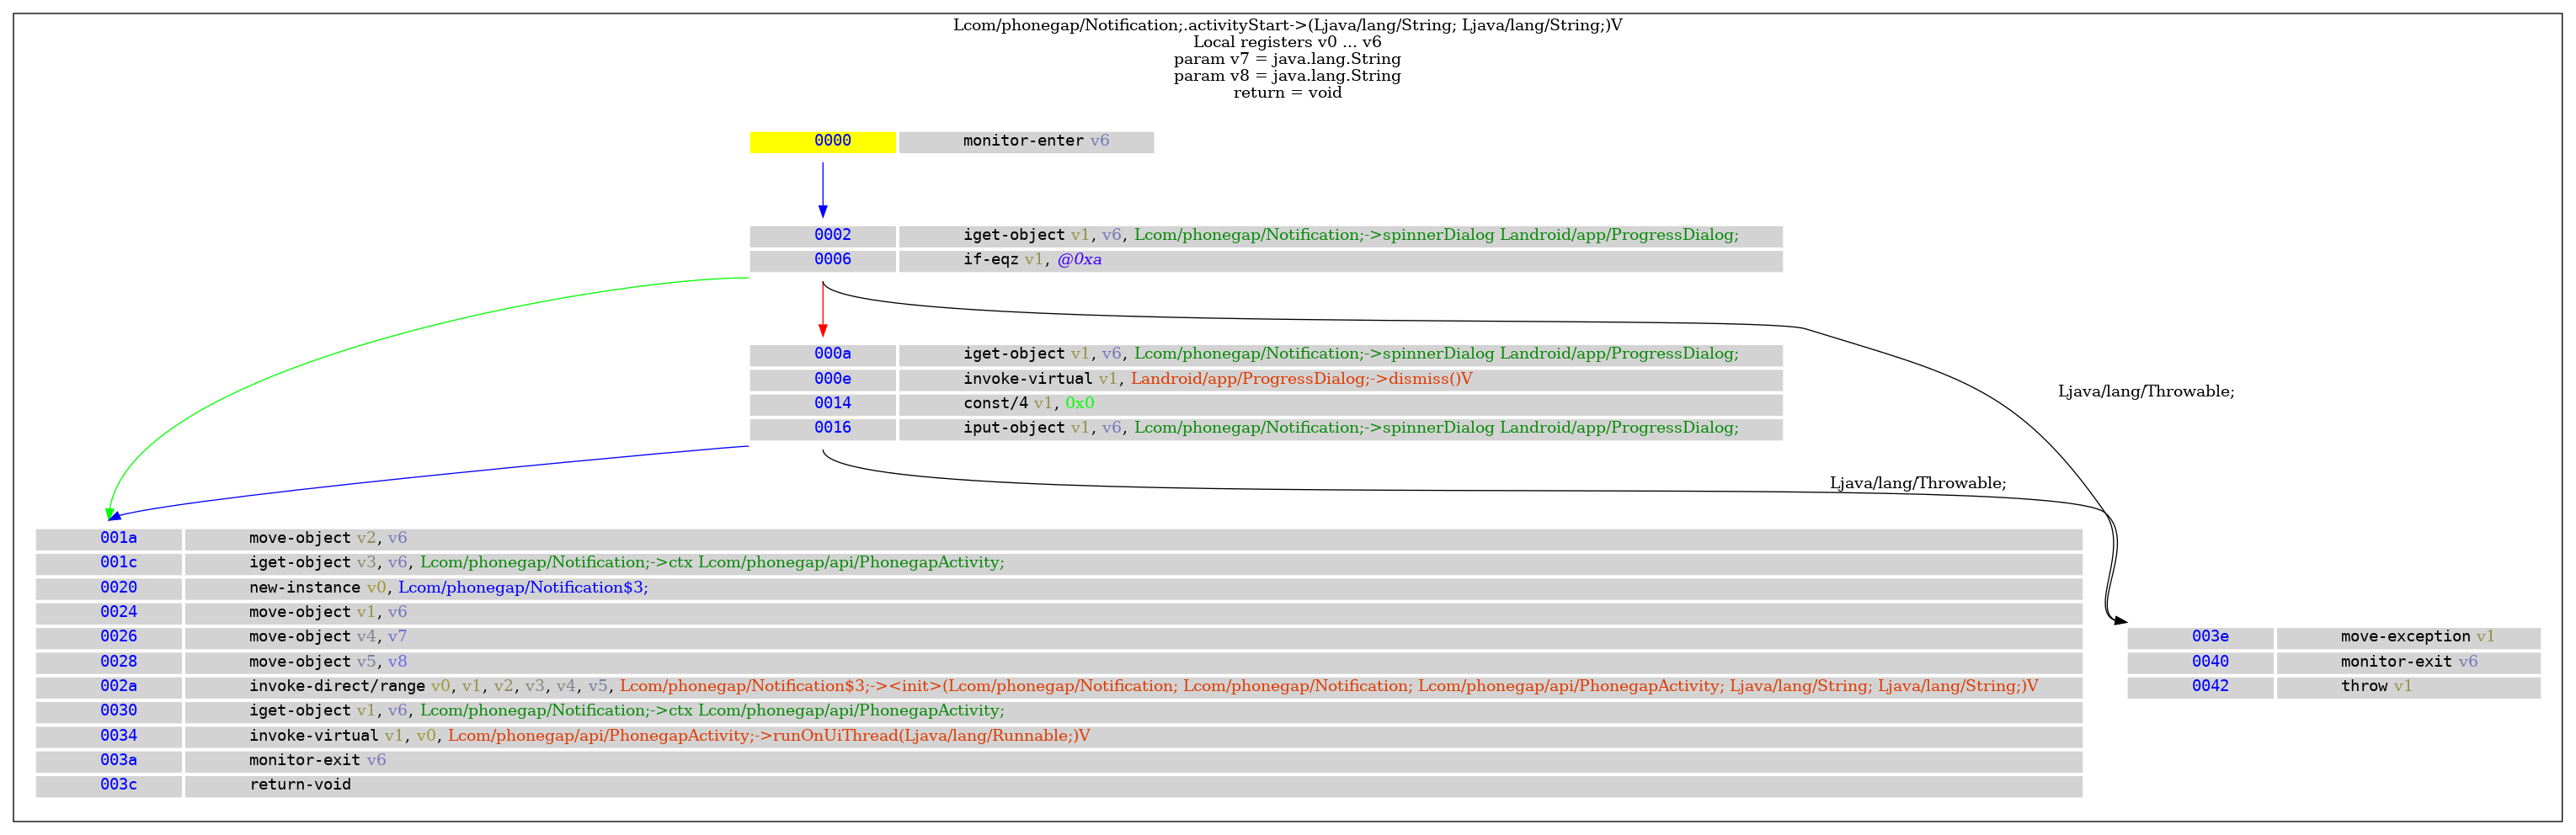 Lcom/phonegap/Notification;.activityStart->(Ljava/lang/String; Ljava/lang/String;)V
Local registers v0 ... v6
param v7 = java.lang.String
param v8 = java.lang.String
return = void
0000 monitor-enter v6
0002 iget-object v1, v6, Lcom/phonegap/Notification;->spinnerDialog Landroid/app/ProgressDialog;
0006 if-eqz v1, @0xa
000a iget-object v1, v6, Lcom/phonegap/Notification;->spinnerDialog Landroid/app/ProgressDialog;
000e invoke-virtual v1, Landroid/app/ProgressDialog;->dismiss()V
0014 const/4 v1, 0x0
0016 iput-object v1, v6, Lcom/phonegap/Notification;->spinnerDialog Landroid/app/ProgressDialog;
Ljava/lang/Throwable;
Ljava/lang/Throwable;
001a move-object v2, v6
001c iget-object v3, v6, Lcom/phonegap/Notification;->ctx Lcom/phonegap/api/PhonegapActivity;
0020 new-instance v0, Lcom/phonegap/Notification$3;
0024 move-object v1, v6
0026 move-object v4, v7
0028 move-object v5, v8
002a invoke-direct/range v0, v1, v2, v3, v4, v5, Lcom/phonegap/Notification$3;-><init>(Lcom/phonegap/Notification; Lcom/phonegap/Notification; Lcom/phonegap/api/PhonegapActivity; Ljava/lang/String; Ljava/lang/String;)V
0030 iget-object v1, v6, Lcom/phonegap/Notification;->ctx Lcom/phonegap/api/PhonegapActivity;
0034 invoke-virtual v1, v0, Lcom/phonegap/api/PhonegapActivity;->runOnUiThread(Ljava/lang/Runnable;)V
003a monitor-exit v6
003c return-void
003e move-exception v1
0040 monitor-exit v6
0042 throw v1